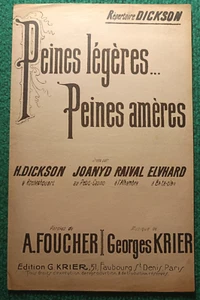 Répertoire DICKSON
Peines légères...
Peines amères
H. DICKSON JOANYD RAIVAL ELVHARD
au Petit-Casino à l'Alhambra
Paroles de Musique de
A. FOUCHER Georges KRIER
Edition G. KRIER, 51, Faubourg St Denis, Paris